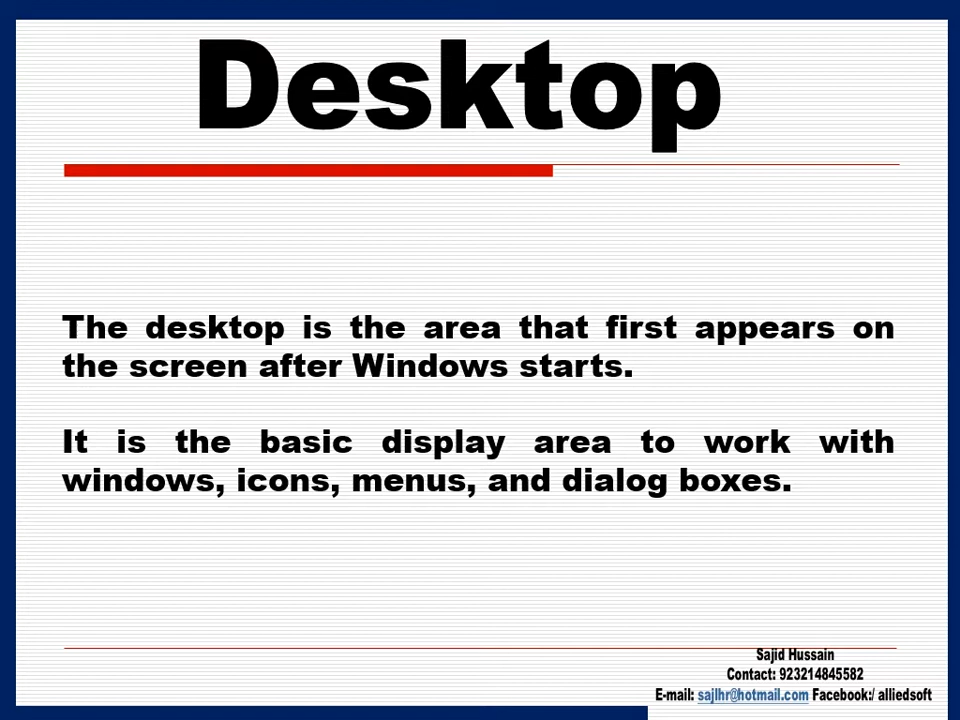 Desktop
The desktop is the area that first appears on
the screen after Windows starts.
It is the basic display area to work with
windows, icons, menus, and dialog boxes.
Sajid Hussain
Contact: 923214845582
E-mail: sajlhr@hotmail.com Facebook:/ alliedsoft